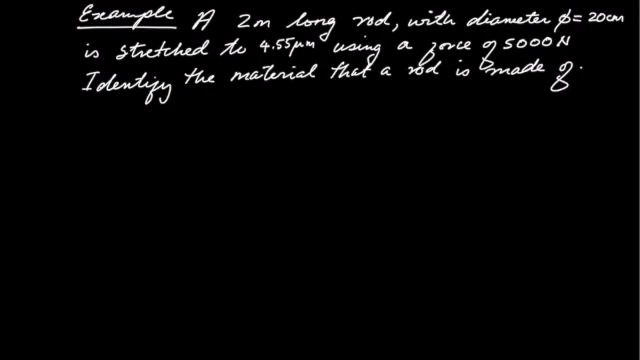 Example A 2m long rod, with diameter ϕ = 20cm
is stretched to 4.55μm using a force of 5000N
Identify the material that a rod is made of.